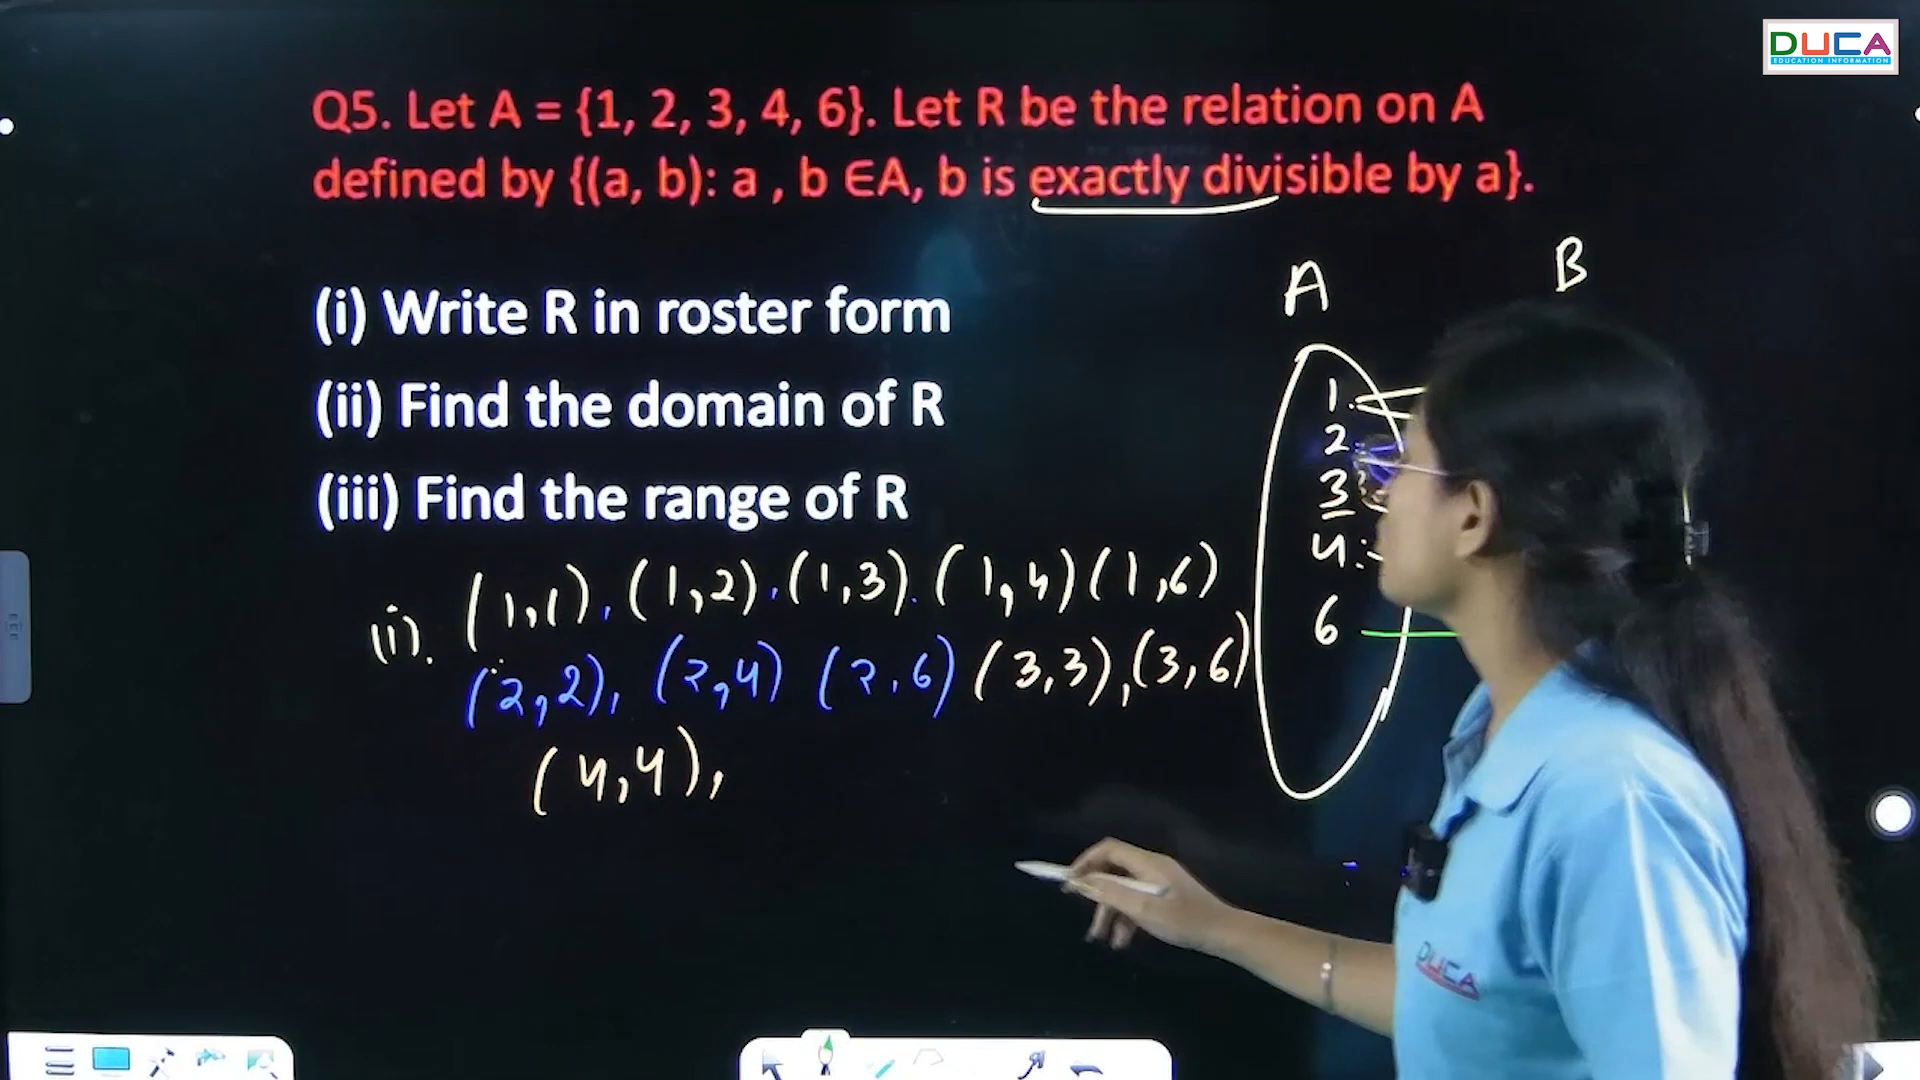 DUCA
EDUCATION INFORMATION
Q5. Let A = {1, 2, 3, 4, 6}. Let R be the relation on A
defined by {(a, b): a , b ∈A, b is exactly divisible by a}.
(i) Write R in roster form
(ii) Find the domain of R
(iii) Find the range of R
(i). (1,1), (1,2), (1,3). (1,4) (1,6)
(2,2), (2,4) (2,6) (3,3), (3,6)
(4,4),
A
B
1
2
3
4
6
DUCA